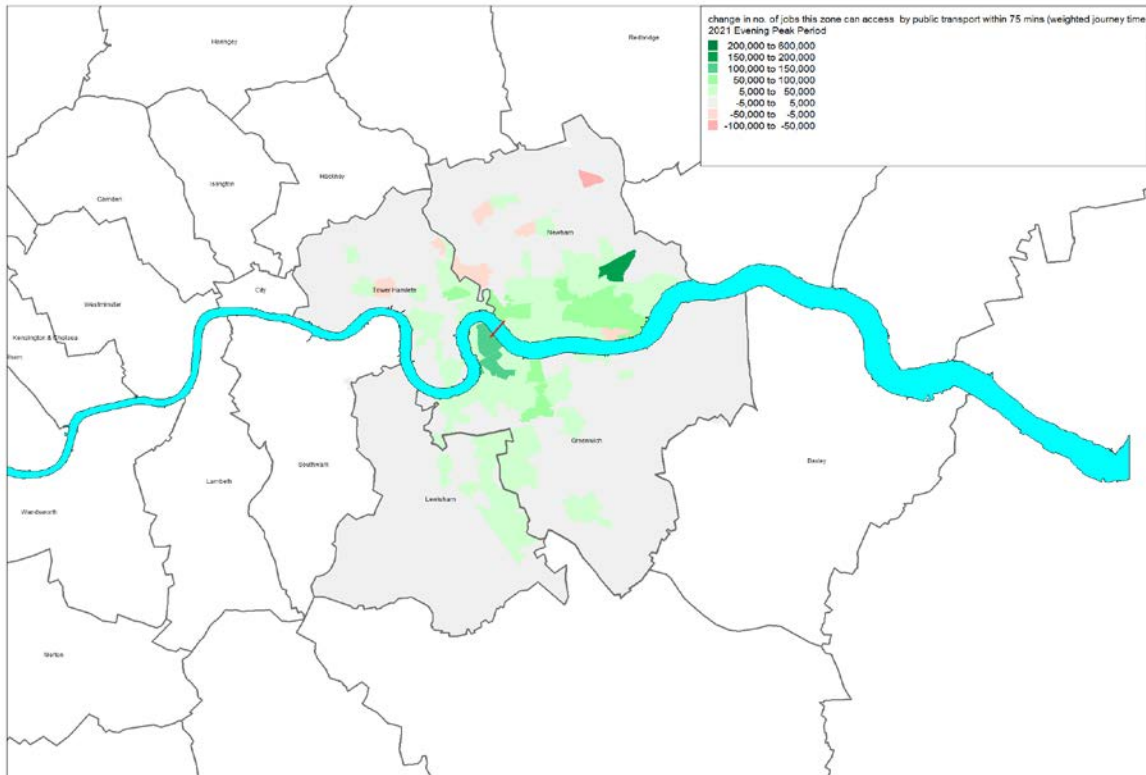 change in no. of jobs this zone can access by public transport within 75 mins (weighted journey time
2021 Evening Peak Period
200,000 to 600,000
150,000 to 200,000
100,000 to 150,000
50,000 to 100,000
5,000 to 50,000
-5,000 to 5,000
-50,000 to -5,000
-100,000 to -50,000
Haringey
Redbridge
Hackney
Islington
Camden
Newham
Tower Hamlets
City
Westminster
Kensington & Chelsea
Greenwich
Bexley
Southwark
Lambeth
Lewisham
Wandsworth
Merton